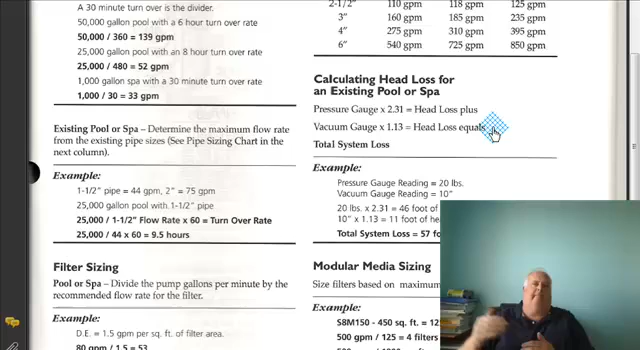 A 30 minute turn over is the divider.
50,000 gallon pool with a 6 hour turn over rate
50,000 / 360 = 139 gpm
25,000 gallon pool with an 8 hour turn over rate
25,000 / 480 = 52 gpm
1,000 gallon spa with a 30 minute turn over rate
1,000 / 30 = 33 gpm
Existing Pool or Spa – Determine the maximum flow rate
from the existing pipe sizes (See Pipe Sizing Chart in the
next column).
Example:
1-1/2" pipe = 44 gpm, 2" = 75 gpm
25,000 gallon pool with 1-1/2" pipe
25,000 / 1-1/2" Flow Rate x 60 = Turn Over Rate
25,000 / 44 x 60 = 9.5 hours
Filter Sizing
Pool or Spa – Divide the pump gallons per minute by the
recommended flow rate for the filter.
Example:
D.E. = 1.5 gpm per sq. ft. of filter area.
80 gpm / 1.5 = 53
2-1/2" 110 gpm 118 gpm 125 gpm
3" 160 gpm 185 gpm 235 gpm
4" 275 gpm 310 gpm 395 gpm
6" 540 gpm 725 gpm 850 gpm
Calculating Head Loss for
an Existing Pool or Spa
Pressure Gauge x 2.31 = Head Loss plus
Vacuum Gauge x 1.13 = Head Loss equals
Total System Loss
Example:
Pressure Gauge Reading = 20 lbs.
Vacuum Gauge Reading = 10"
20 lbs. x 2.31 = 46 foot of
10" x 1.13 = 11 foot of he
Total System Loss = 57 fo
Modular Media Sizing
Size filters based on maximum
Example:
S8M150 - 450 sq. ft. = 12
500 gpm / 125 = 4 filters